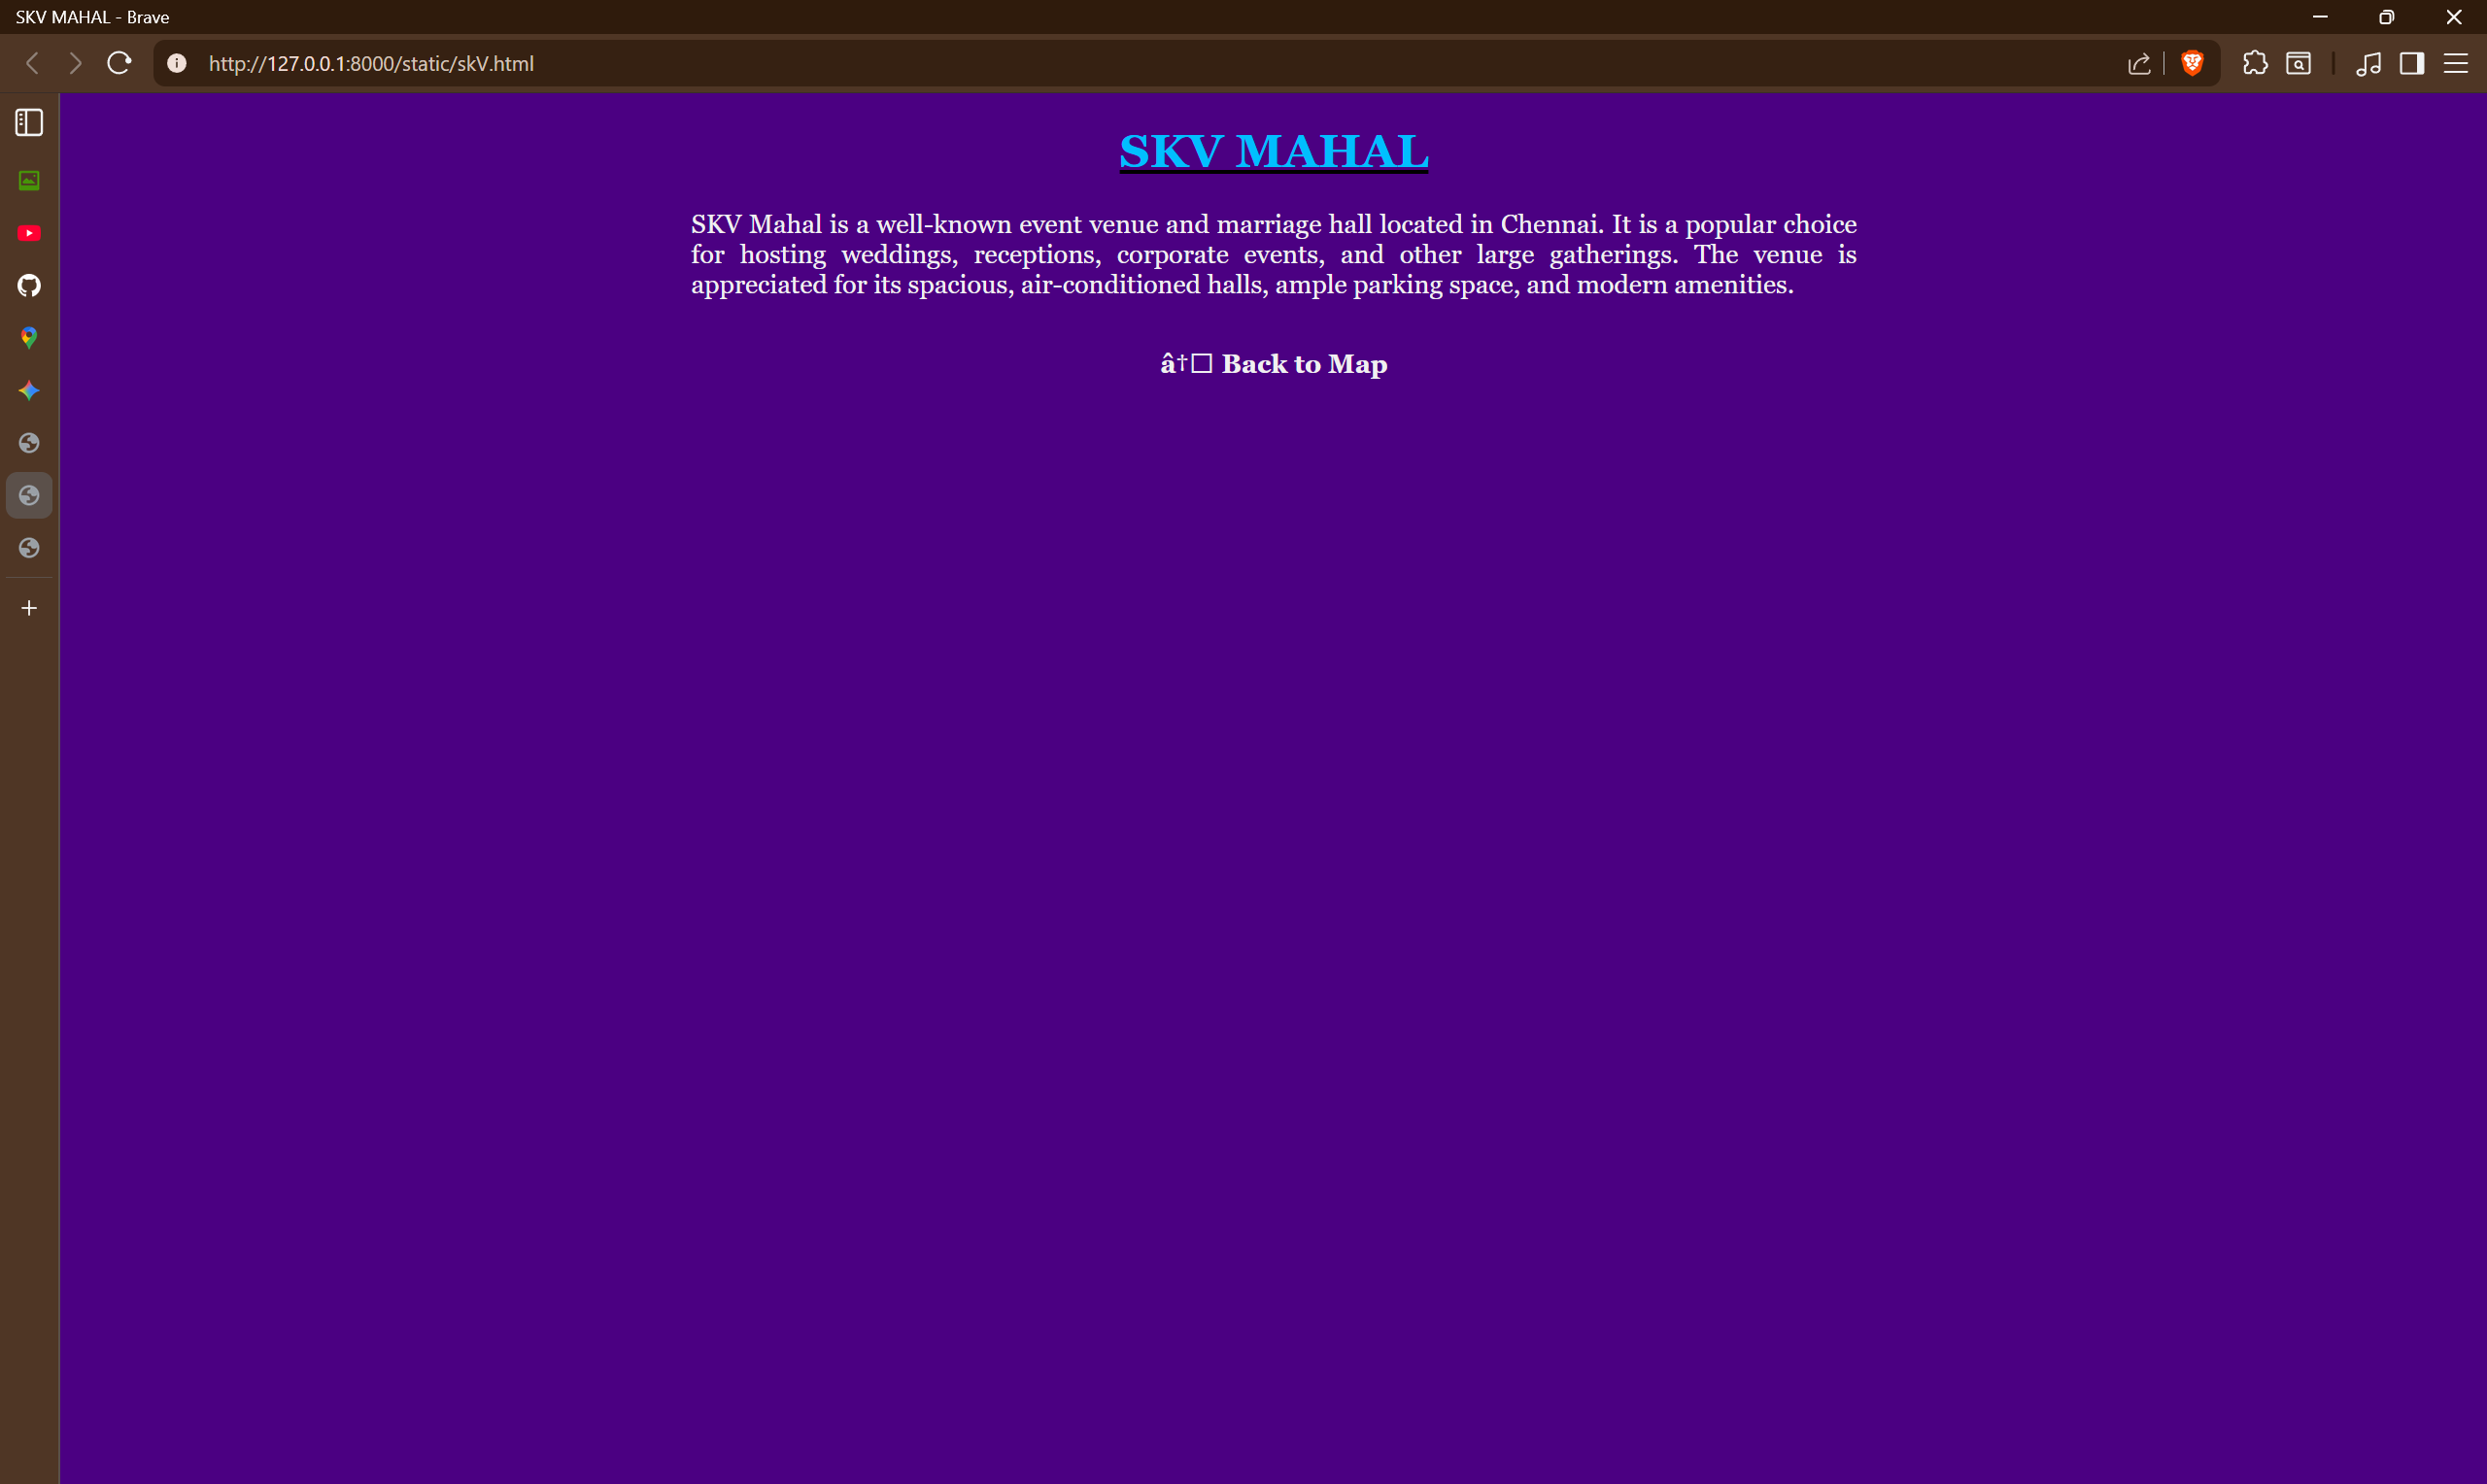 SKV MAHAL - Brave
http://127.0.0.1:8000/static/skV.html
SKV MAHAL
SKV Mahal is a well-known event venue and marriage hall located in Chennai. It is a popular choice
for hosting weddings, receptions, corporate events, and other large gatherings. The venue is
appreciated for its spacious, air-conditioned halls, ample parking space, and modern amenities.
â†□ Back to Map